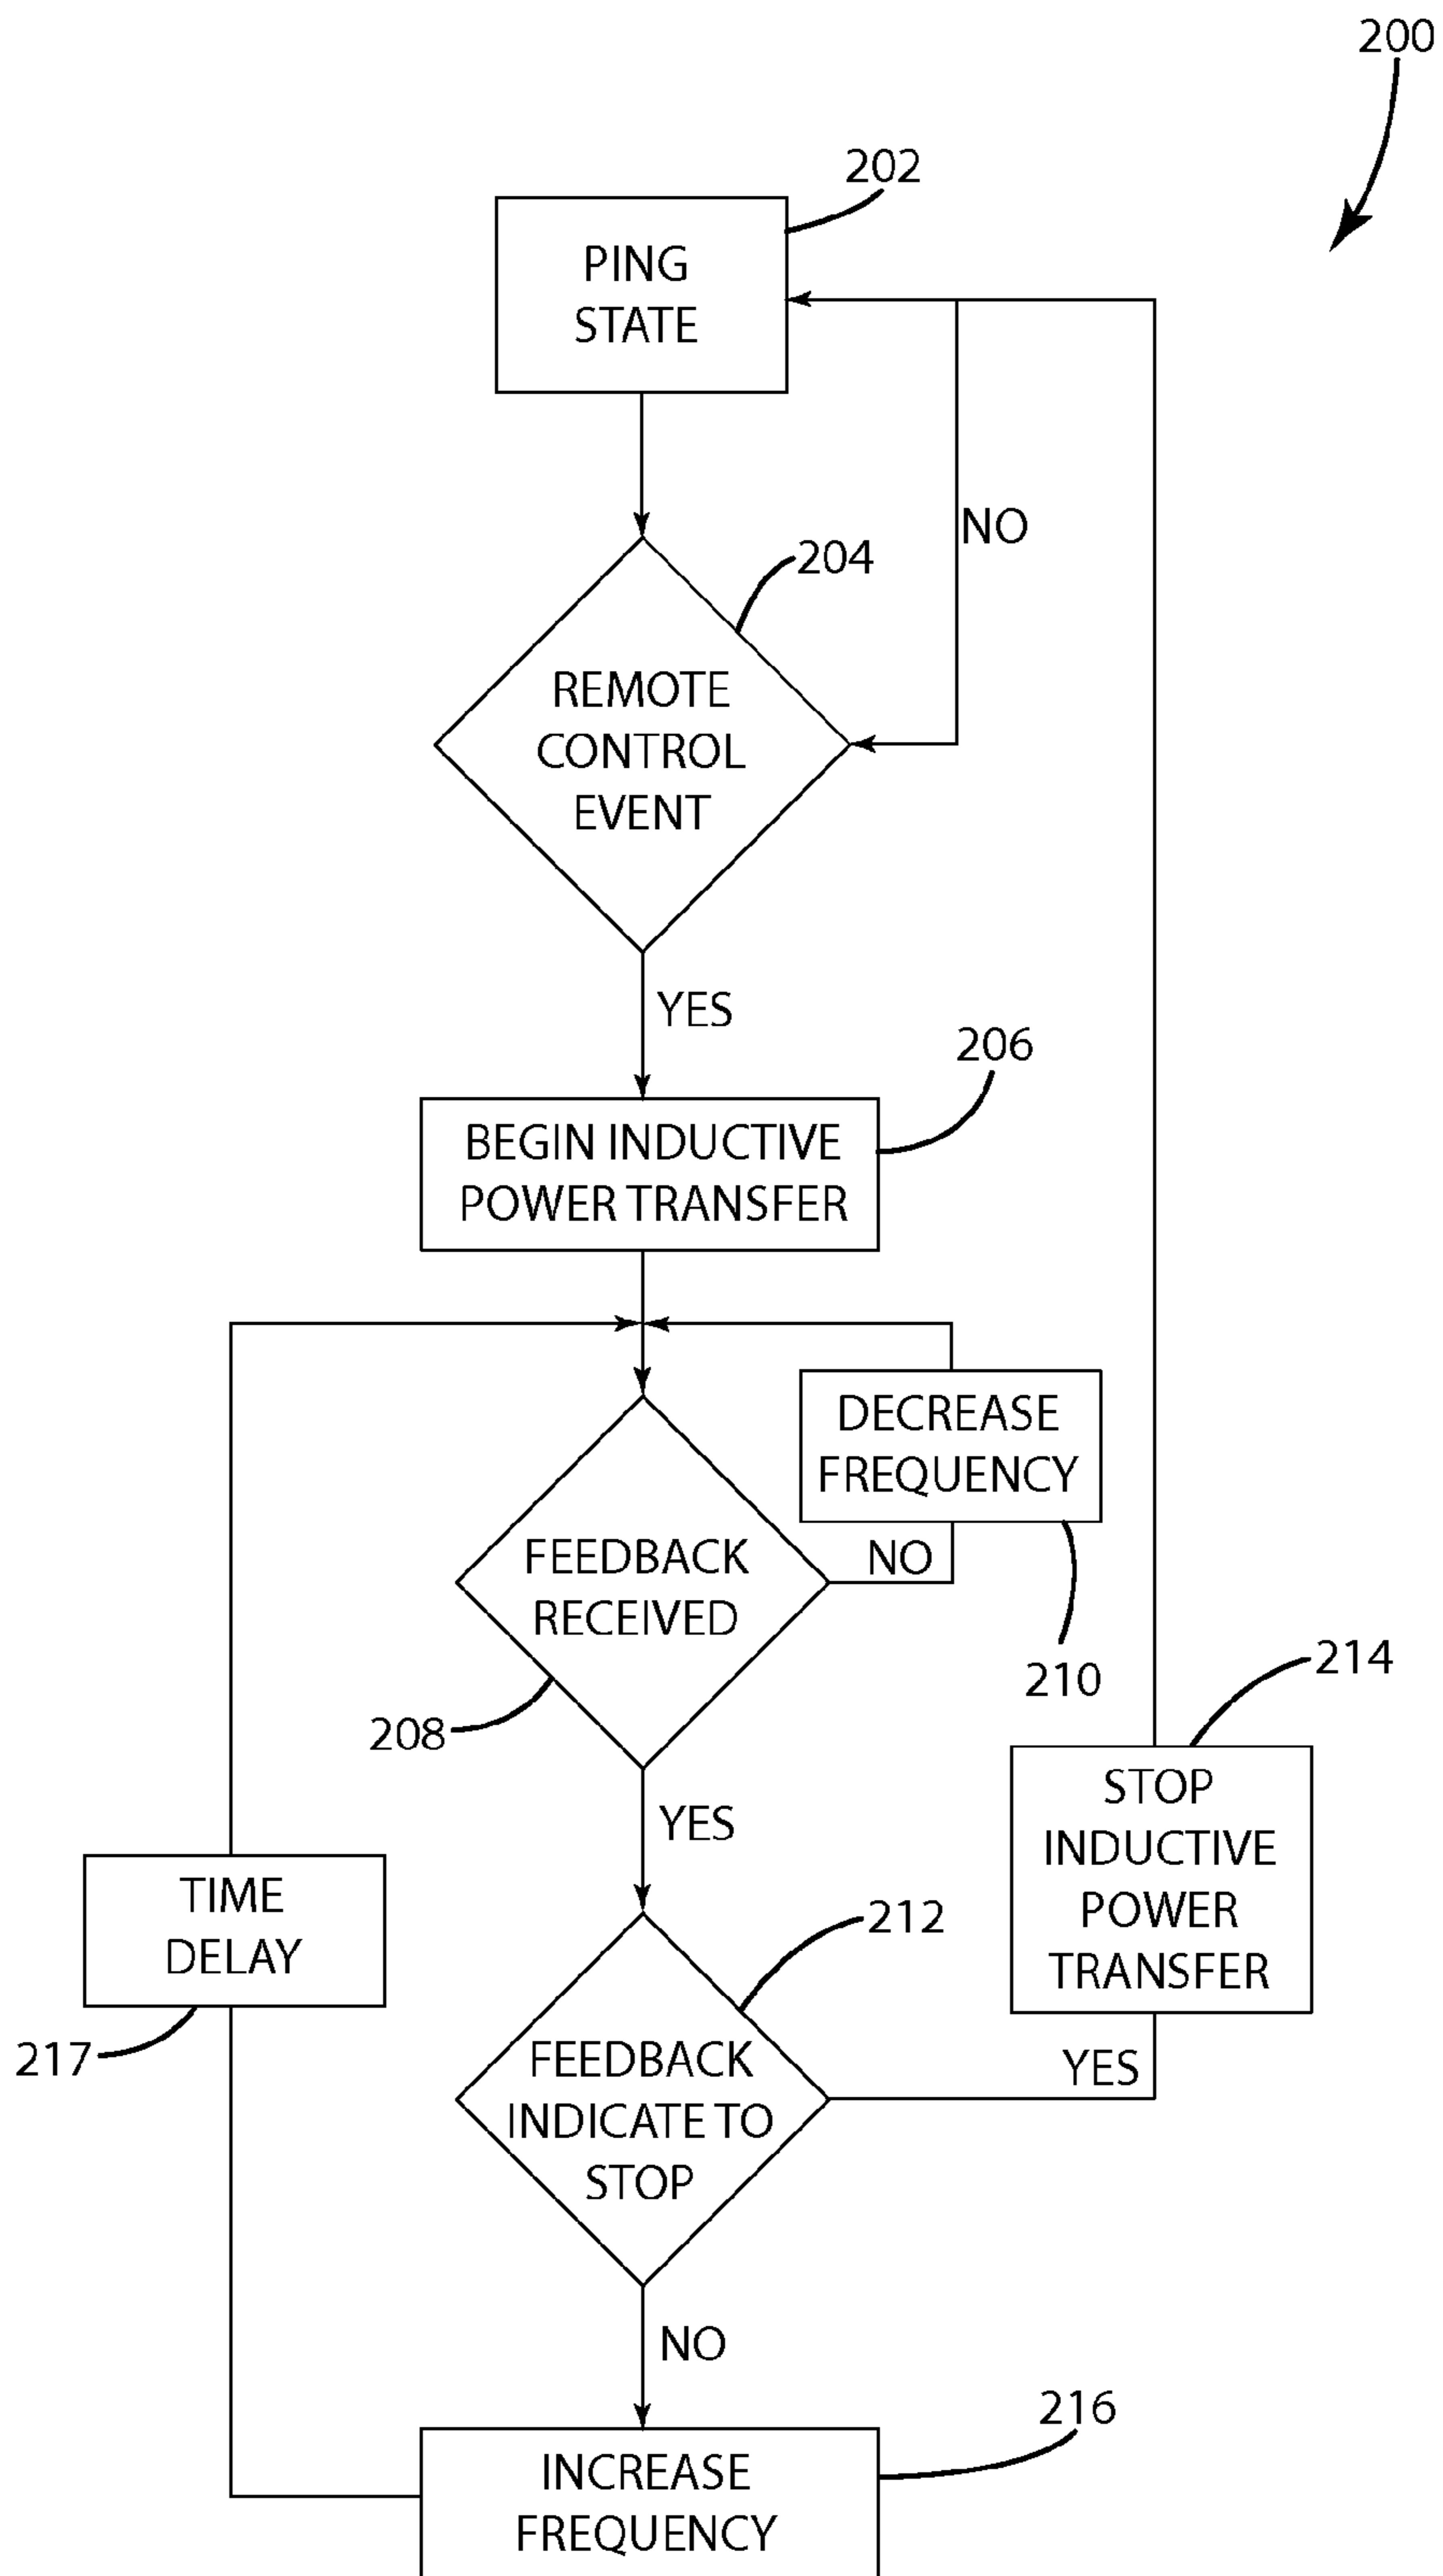 200
202
PING
STATE
NO
204
REMOTE
CONTROL
EVENT
YES
206
BEGIN INDUCTIVE
POWER TRANSFER
DECREASE
FREQUENCY
NO
FEEDBACK
RECEIVED
210
214
208
STOP
INDUCTIVE
POWER
TRANSFER
YES
TIME
DELAY
212
217
YES
FEEDBACK
INDICATE TO
STOP
NO
216
INCREASE
FREQUENCY